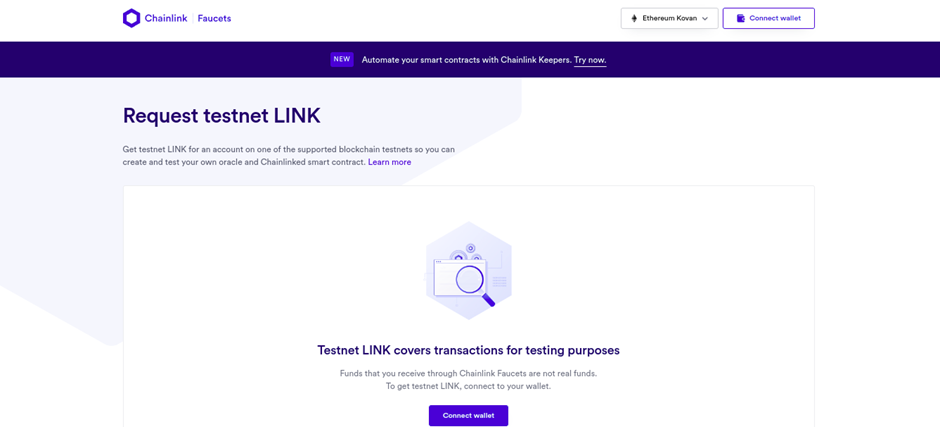 Chainlink Faucets
Ethereum Kovan
Connect wallet
NEW Automate your smart contracts with Chainlink Keepers. Try now.
Request testnet LINK
Get testnet LINK for an account on one of the supported blockchain testnets so you can
create and test your own oracle and Chainlinked smart contract. Learn more
Testnet LINK covers transactions for testing purposes
Funds that you receive through Chainlink Faucets are not real funds.
To get testnet LINK, connect to your wallet.
Connect wallet